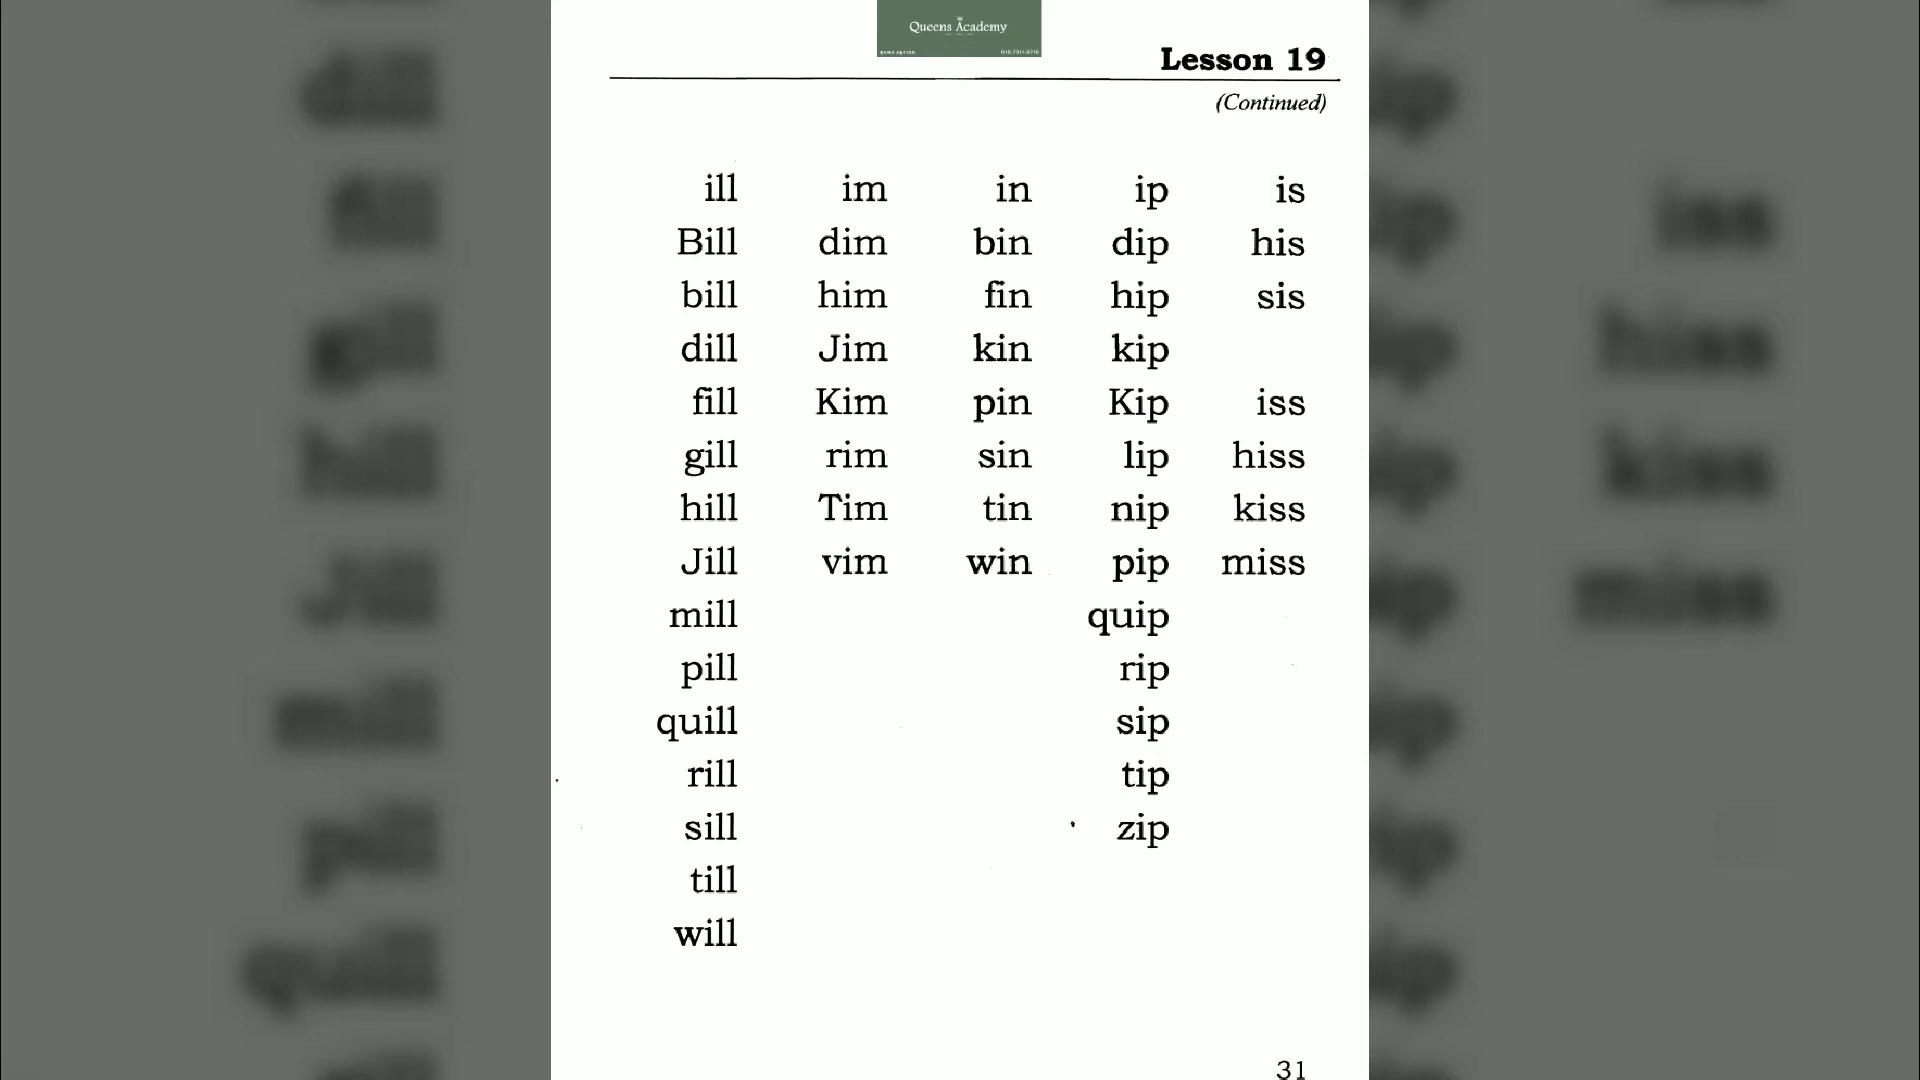 Queens Academy
Lesson 19
(Continued)
ill im in ip is
Bill dim bin dip his
bill him fin hip sis
dill Jim kin kip
fill Kim pin Kip iss
gill rim sin lip hiss
hill Tim tin nip kiss
Jill vim win pip miss
mill quip
pill rip
quill sip
rill tip
sill zip
till
will
31